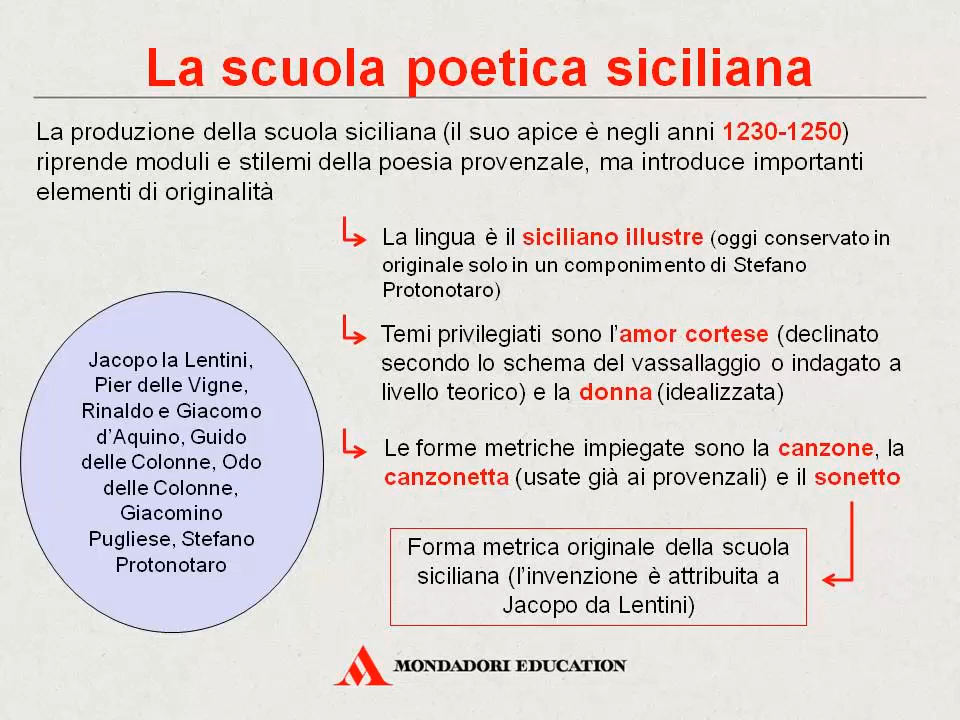 La scuola poetica siciliana
La produzione della scuola siciliana (il suo apice è negli anni 1230-1250)
riprende moduli e stilemi della poesia provenzale, ma introduce importanti
elementi di originalità
La lingua è il siciliano illustre (oggi conservato in
originale solo in un componimento di Stefano
Protonotaro)
Temi privilegiati sono l'amor cortese (declinato
secondo lo schema del vassallaggio o indagato a
livello teorico) e la donna (idealizzata)
Jacopo la Lentini,
Pier delle Vigne,
Rinaldo e Giacomo
d'Aquino, Guido
delle Colonne, Odo
delle Colonne,
Giacomino
Pugliese, Stefano
Protonotaro
Le forme metriche impiegate sono la canzone, la
canzonetta (usate già ai provenzali) e il sonetto
Forma metrica originale della scuola
siciliana (l'invenzione è attribuita a
Jacopo da Lentini)
MONDADORI EDUCATION